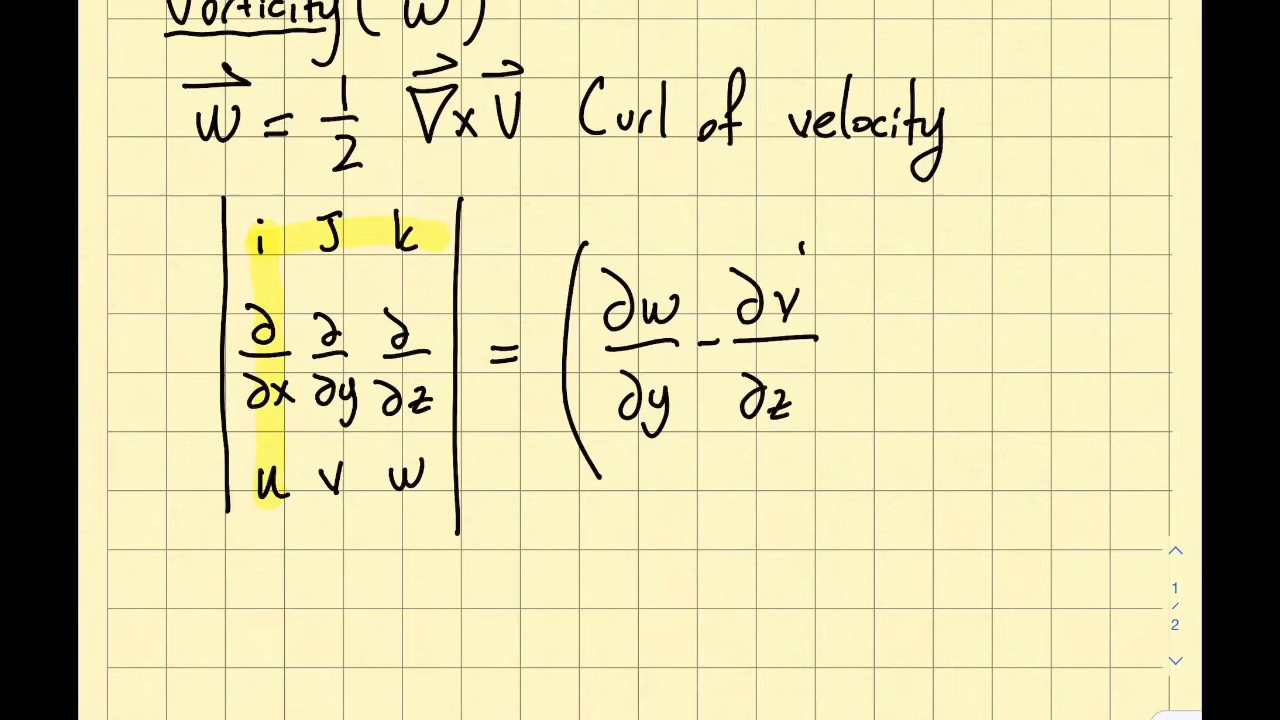 Vorticity (w)
w⃗ = 1/2 ∇⃗ x V⃗ Curl of velocity
| i J k |
| ∂/∂x ∂/∂y ∂/∂z | = ( ∂w/∂y - ∂v/∂z
| u v w |
1
/
2